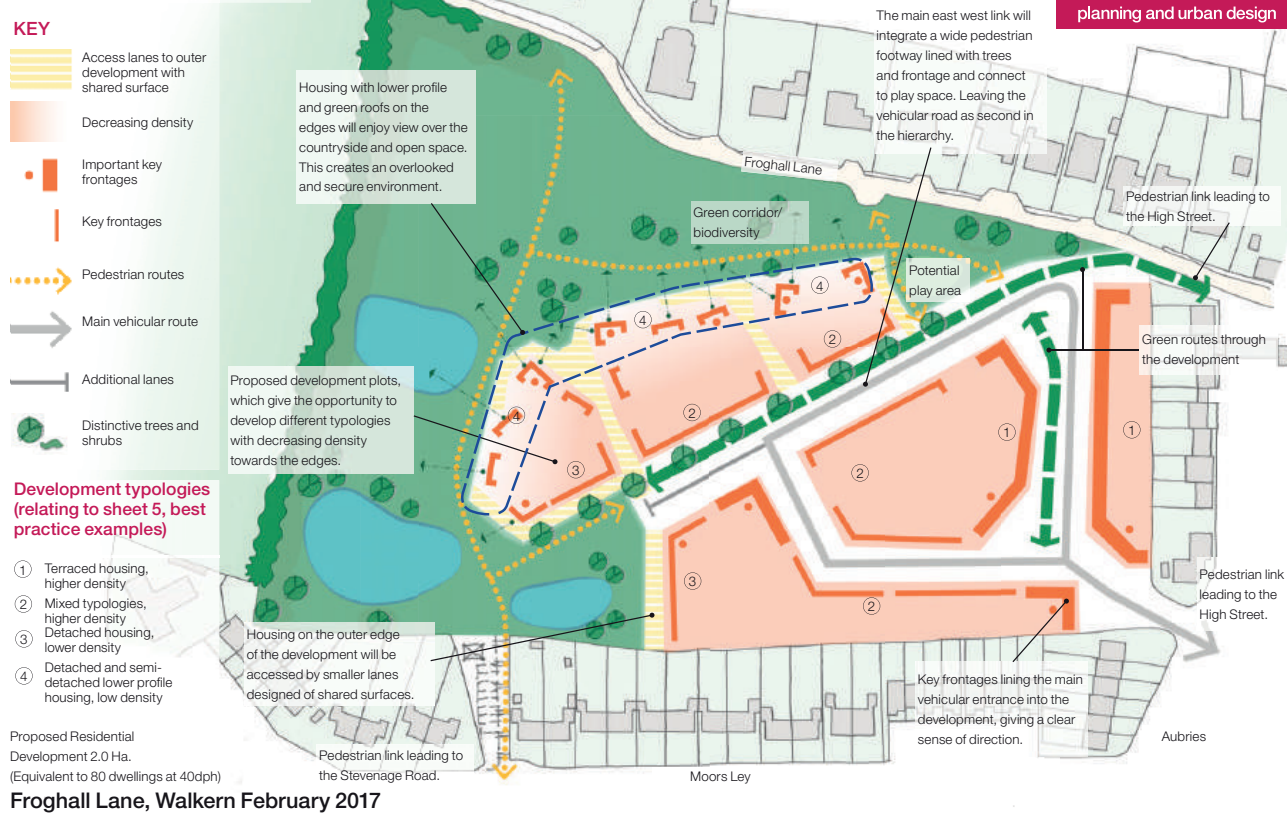 planning and urban design
KEY
Access lanes to outer
development with
shared surface
Decreasing density
Important key
frontages
Key frontages
Pedestrian routes
Main vehicular route
Additional lanes
Distinctive trees and
shrubs
Development typologies
(relating to sheet 5, best
practice examples)
1 Terraced housing,
higher density
2 Mixed typologies,
higher density
3 Detached housing,
lower density
4 Detached and semi-
detached lower profile
housing, low density
Proposed Residential
Development 2.0 Ha.
(Equivalent to 80 dwellings at 40dph)
Froghall Lane, Walkern February 2017
Housing with lower profile
and green roofs on the
edges will enjoy view over the
countryside and open space.
This creates an overlooked
and secure environment.
The main east west link will
integrate a wide pedestrian
footway lined with trees
and frontage and connect
to play space. Leaving the
vehicular road as second in
the hierarchy.
Froghall Lane
Pedestrian link leading to
the High Street.
Green corridor/
biodiversity
Potential
play area
Green routes through
the development
Proposed development plots,
which give the opportunity to
develop different typologies
with decreasing density
towards the edges.
4
4
4
2
2
3
1
1
2
3
2
Pedestrian link
leading to the
High Street.
Housing on the outer edge
of the development will be
accessed by smaller lanes
designed of shared surfaces.
Key frontages lining the main
vehicular entrance into the
development, giving a clear
sense of direction.
Aubries
Pedestrian link leading to
the Stevenage Road.
Moors Ley